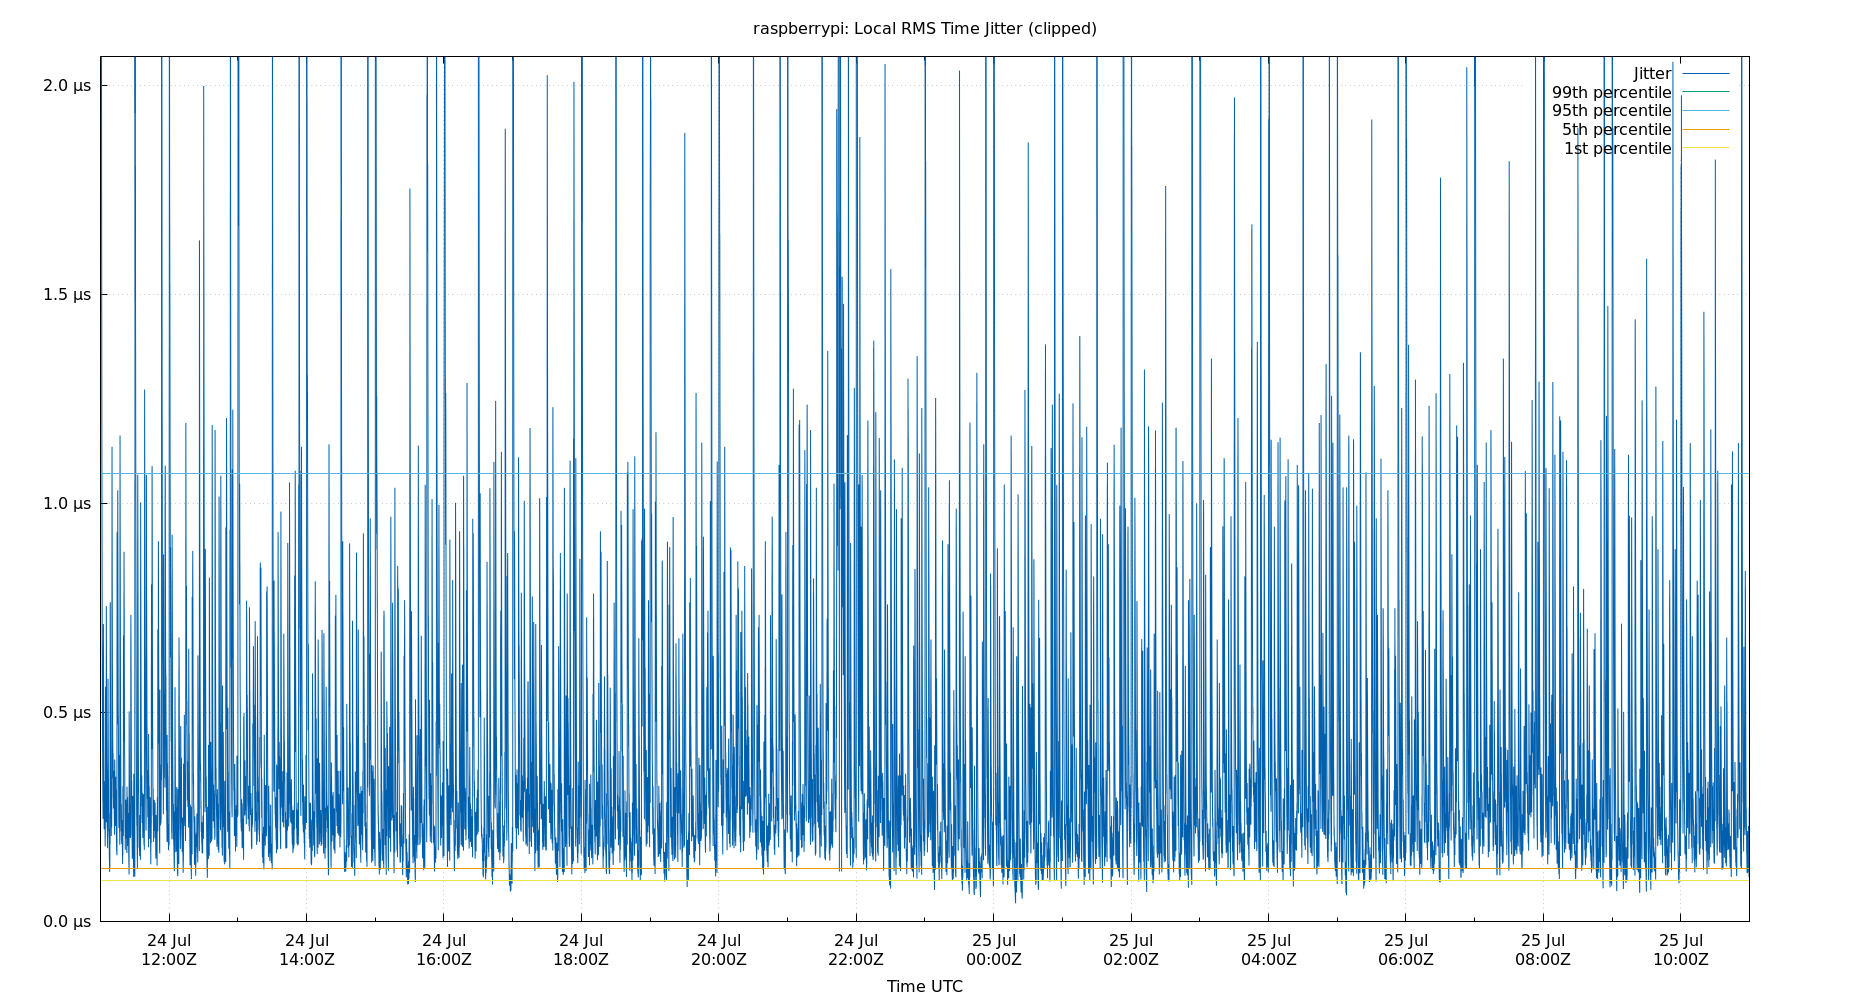 raspberrypi: Local RMS Time Jitter (clipped)
2.0 µs
1.5 µs
1.0 µs
0.5 µs
0.0 µs
Jitter
99th percentile
95th percentile
5th percentile
1st percentile
24 Jul 24 Jul 24 Jul 24 Jul 24 Jul 24 Jul 25 Jul 25 Jul 25 Jul 25 Jul 25 Jul 25 Jul
12:00Z 14:00Z 16:00Z 18:00Z 20:00Z 22:00Z 00:00Z 02:00Z 04:00Z 06:00Z 08:00Z 10:00Z
Time UTC